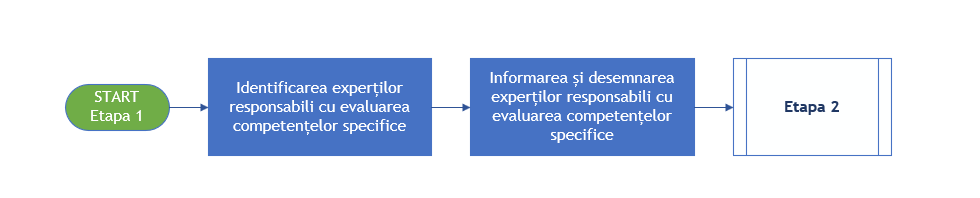 START
Etapa 1
Identificarea experților
responsabili cu evaluarea
competențelor specifice
Informarea și desemnarea
experților responsabili cu
evaluarea competențelor
specifice
Etapa 2